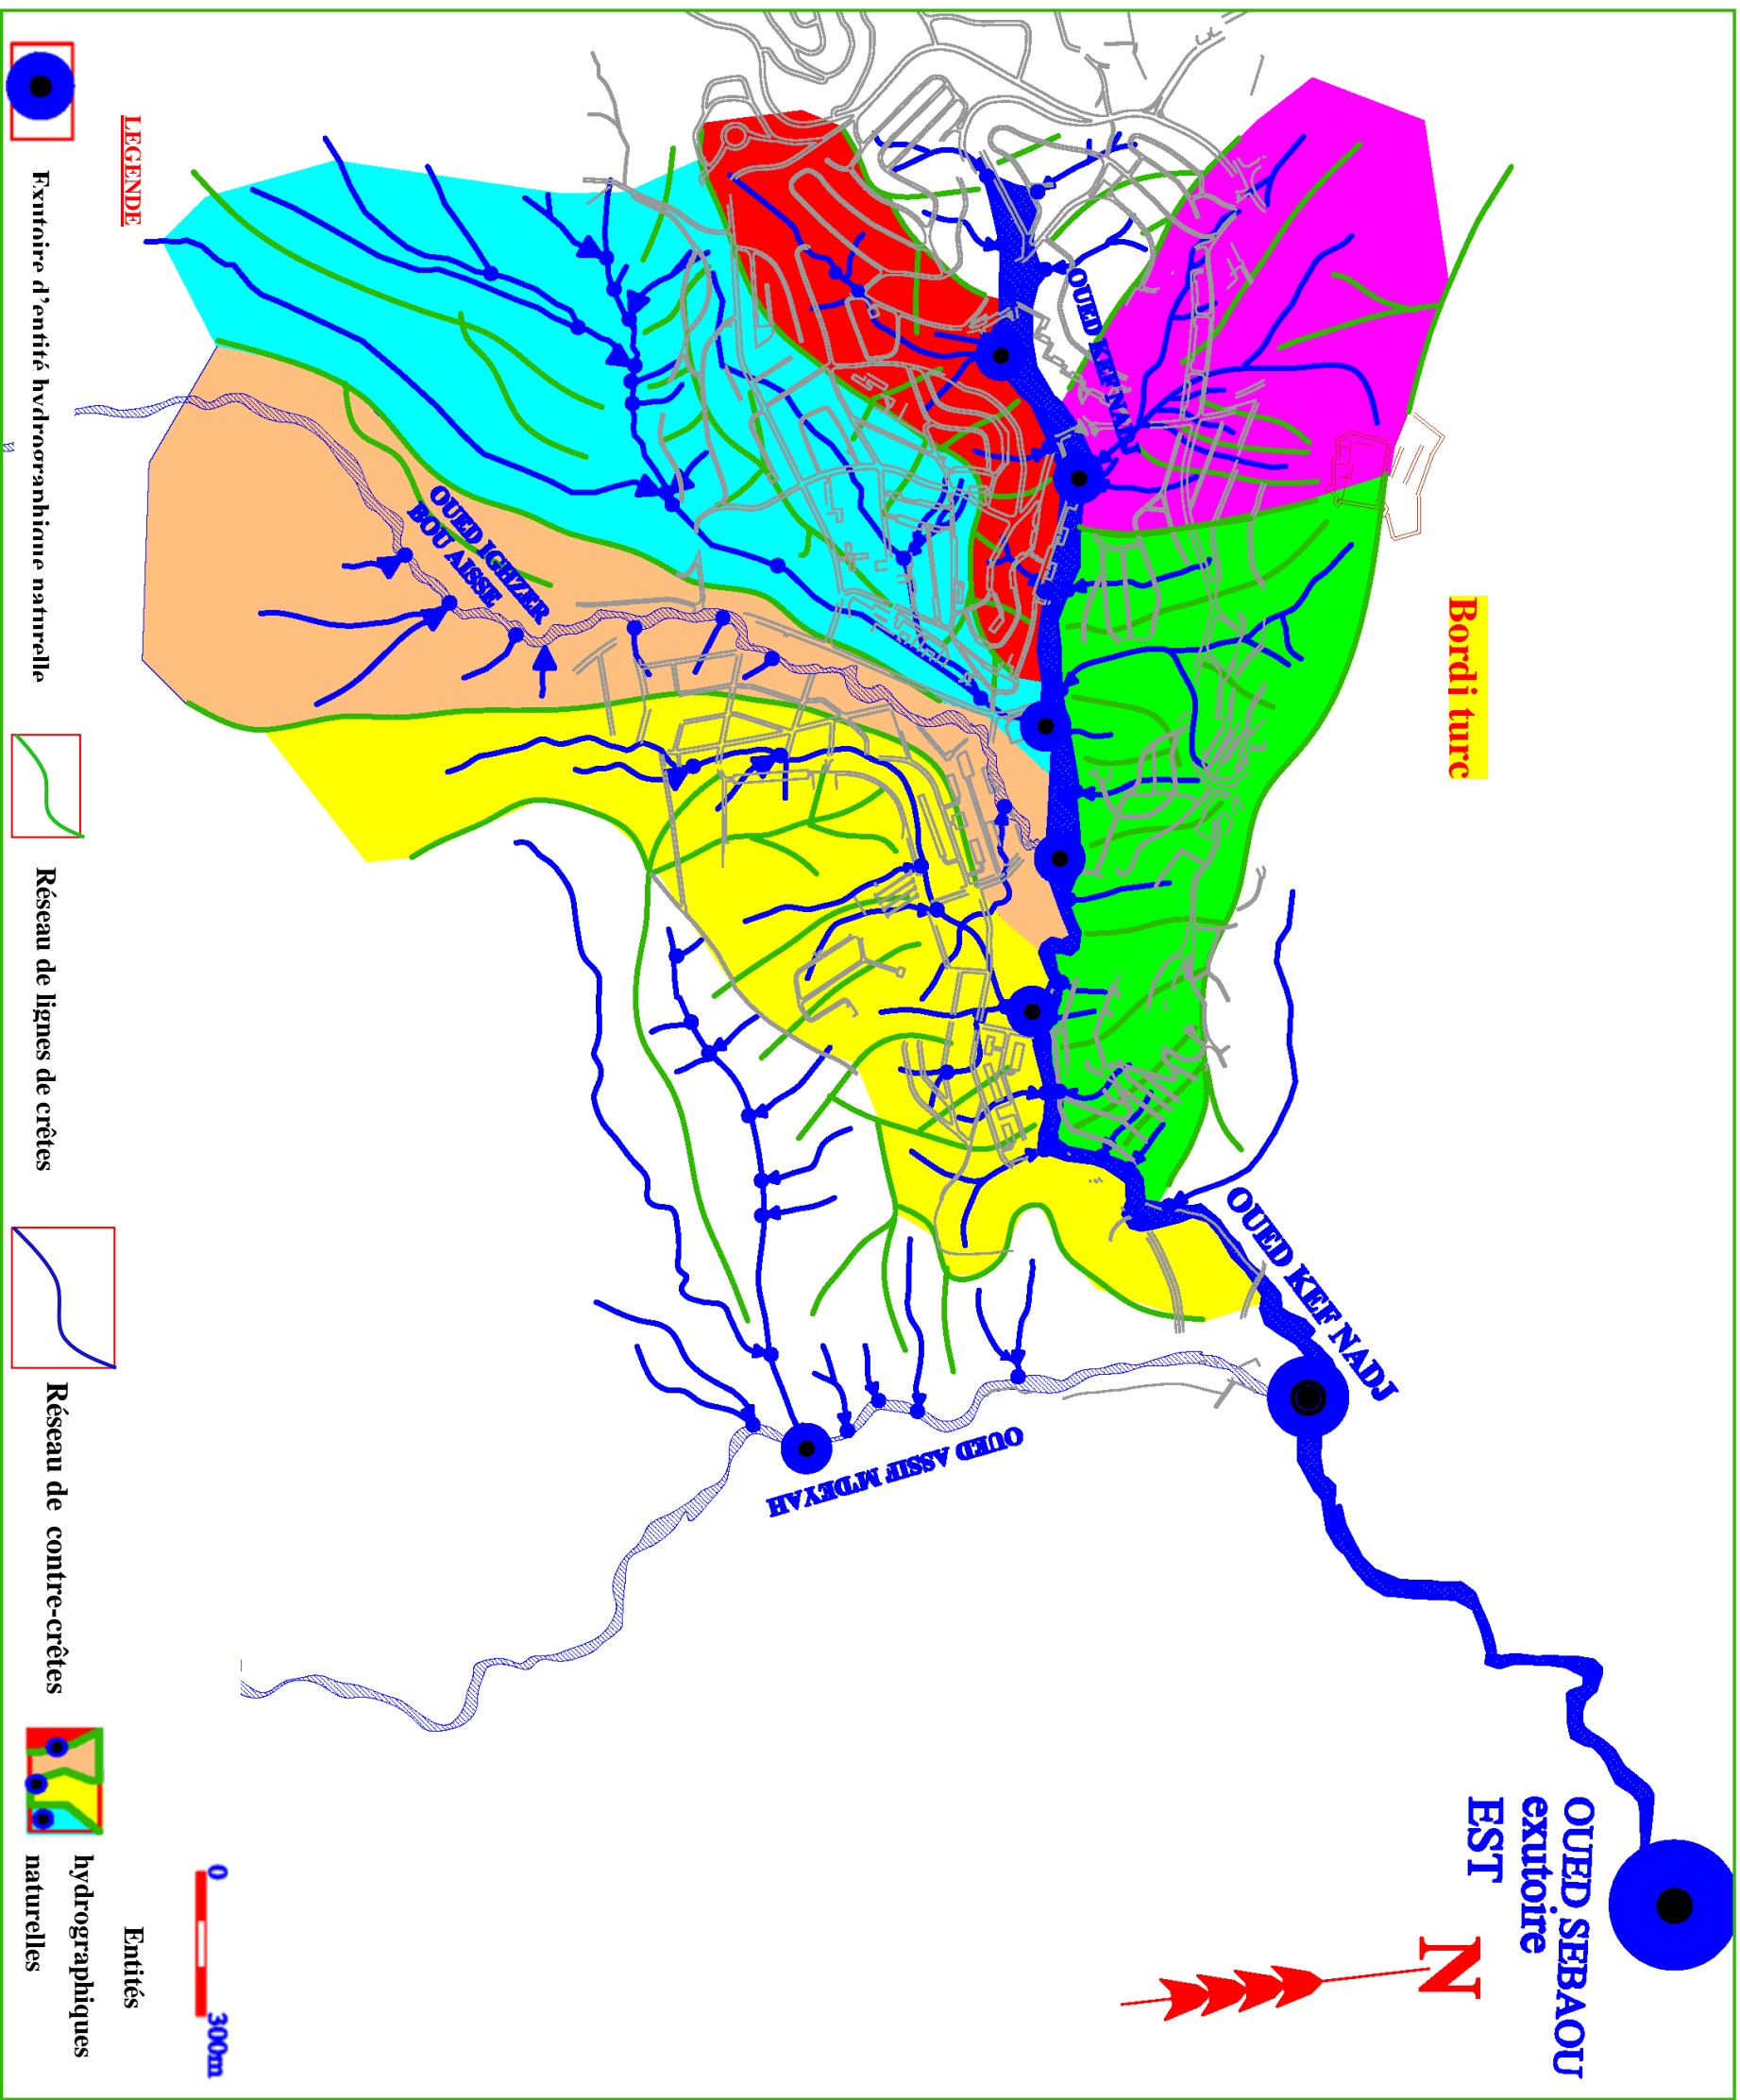 Bordj turc
OUED KEF NADJ
OUED IGHZER
BOU AISSE
OUED KEF NADJ
OUED ASSIF M'DEYAH
OUED SEBAOU
exutoire
EST
N
0 300m
LEGENDE
Exutoire d'entité hydrographique naturelle
Réseau de lignes de crêtes
Réseau de contre-crêtes
Entités
hydrographiques
naturelles